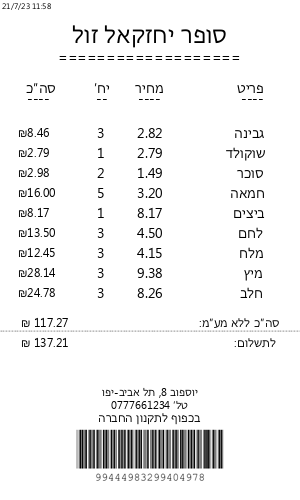 21/7/23 11:58
סופר יחזקאל זול
===================
פריט מחיר יח' סה"כ
---- ---- -- ----
גבינה 2.82 3 ₪8.46
שוקולד 2.79 1 ₪2.79
סוכר 1.49 2 ₪2.98
חמאה 3.20 5 ₪16.00
ביצים 8.17 1 ₪8.17
לחם 4.50 3 ₪13.50
מלח 4.15 3 ₪12.45
מיץ 9.38 3 ₪28.14
חלב 8.26 3 ₪24.78
סה"כ ללא מע"מ: 117.27 ₪
לתשלום: 137.21 ₪
יוספוב 8, תל אביב-יפו
טל' 0777661234
בכפוף לתקנון החברה
99444983299404978